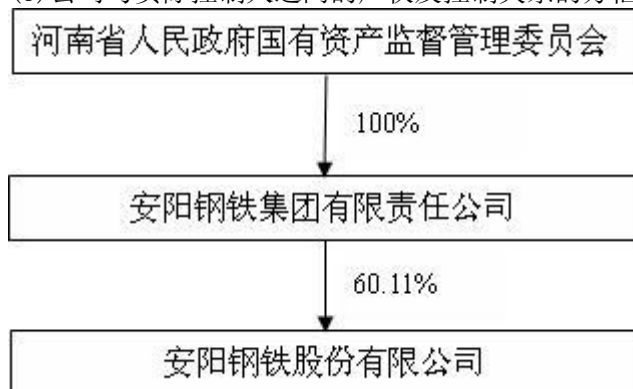 河南省人民政府国有资产监督管理委员会
100%
安阳钢铁集团有限责任公司
60.11%
安阳钢铁股份有限公司